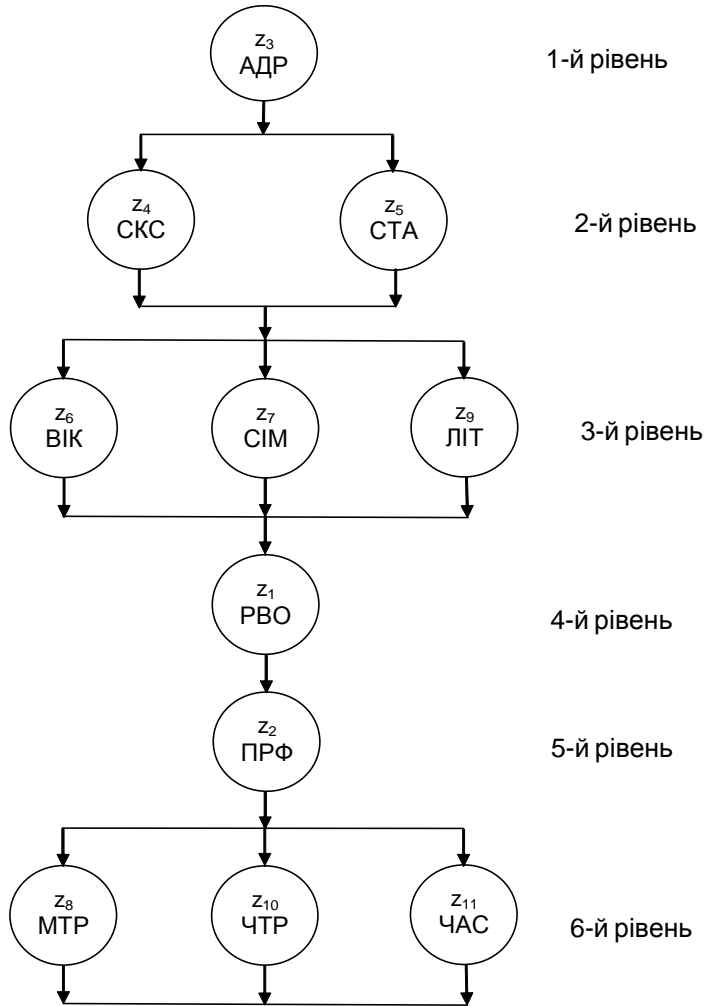 z₃
АДР
1-й рівень
z₄
СКС
z₅
СТА
2-й рівень
z₆
ВІК
z₇
СІМ
z₉
ЛІТ
3-й рівень
z₁
РВО
4-й рівень
z₂
ПРФ
5-й рівень
z₈
МТР
z₁₀
ЧТР
z₁₁
ЧАС
6-й рівень